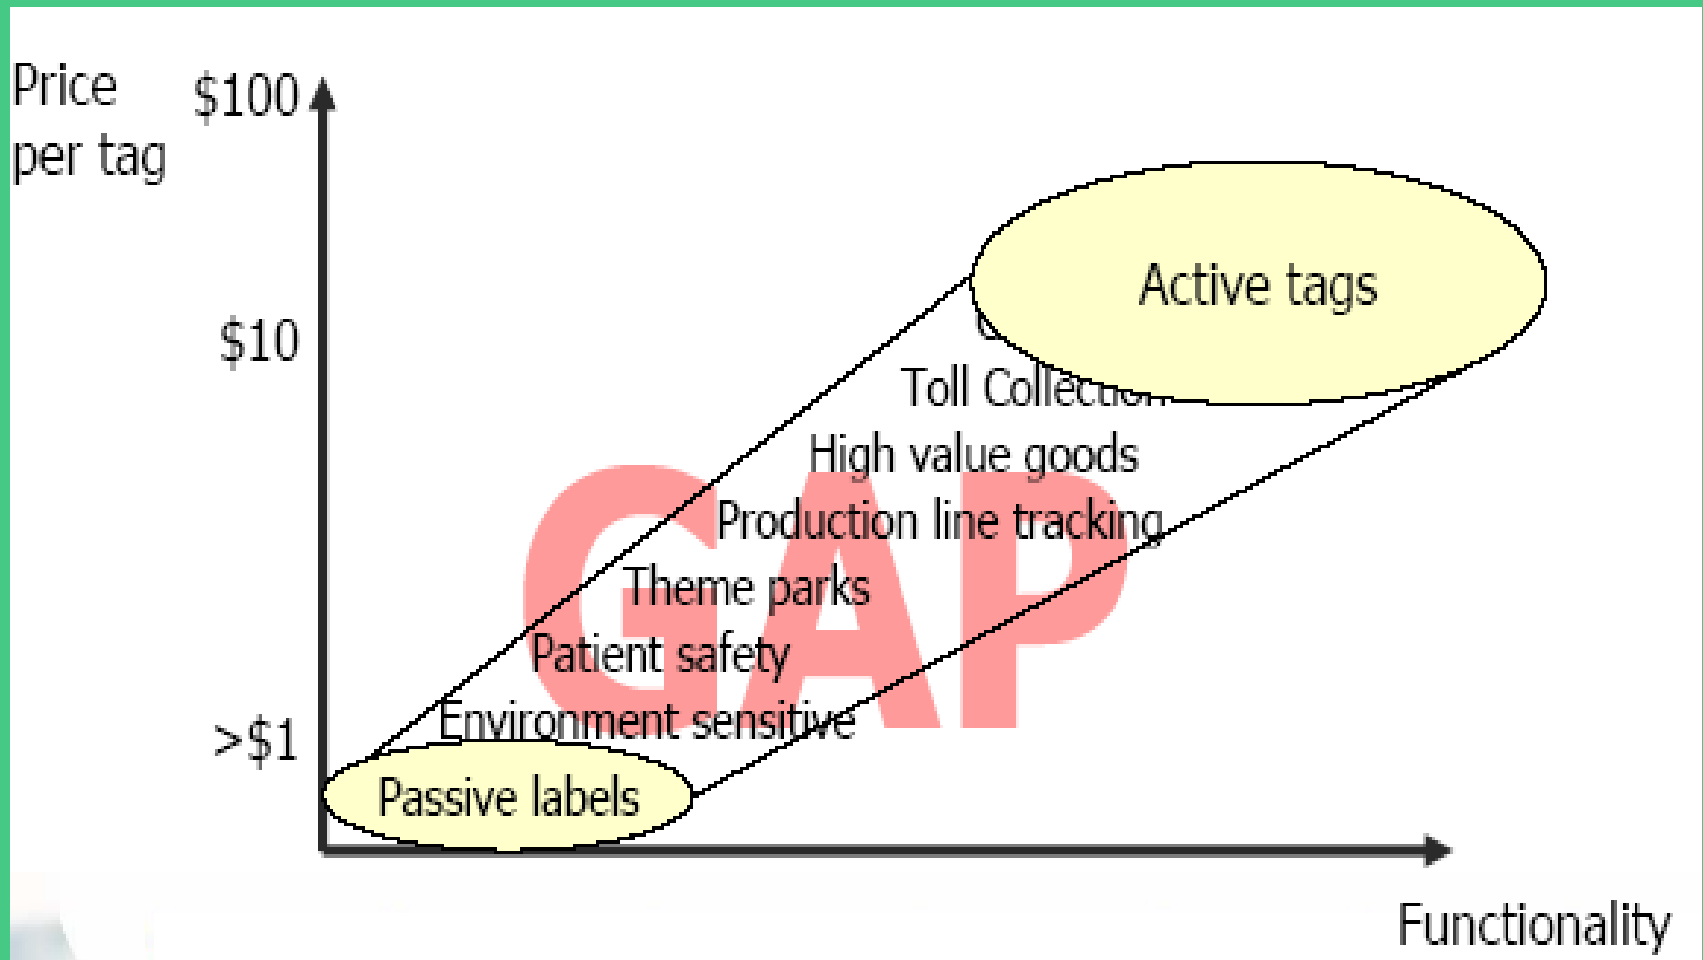 Price
per tag
$100
$10
>$1
Active tags
Toll Collection
High value goods
Production line tracking
Theme parks
Patient safety
Environment sensitive
Passive labels
GAP
Functionality